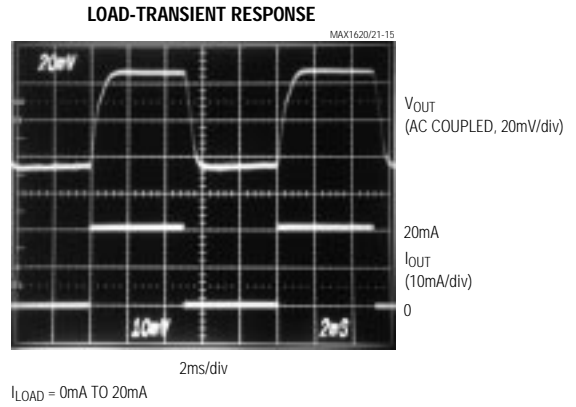 LOAD-TRANSIENT RESPONSE
MAX1620/21-15
20mV
VOUT
(AC COUPLED, 20mV/div)
20mA
IOUT
(10mA/div)
0
10mV
2mS
2ms/div
ILOAD = 0mA TO 20mA